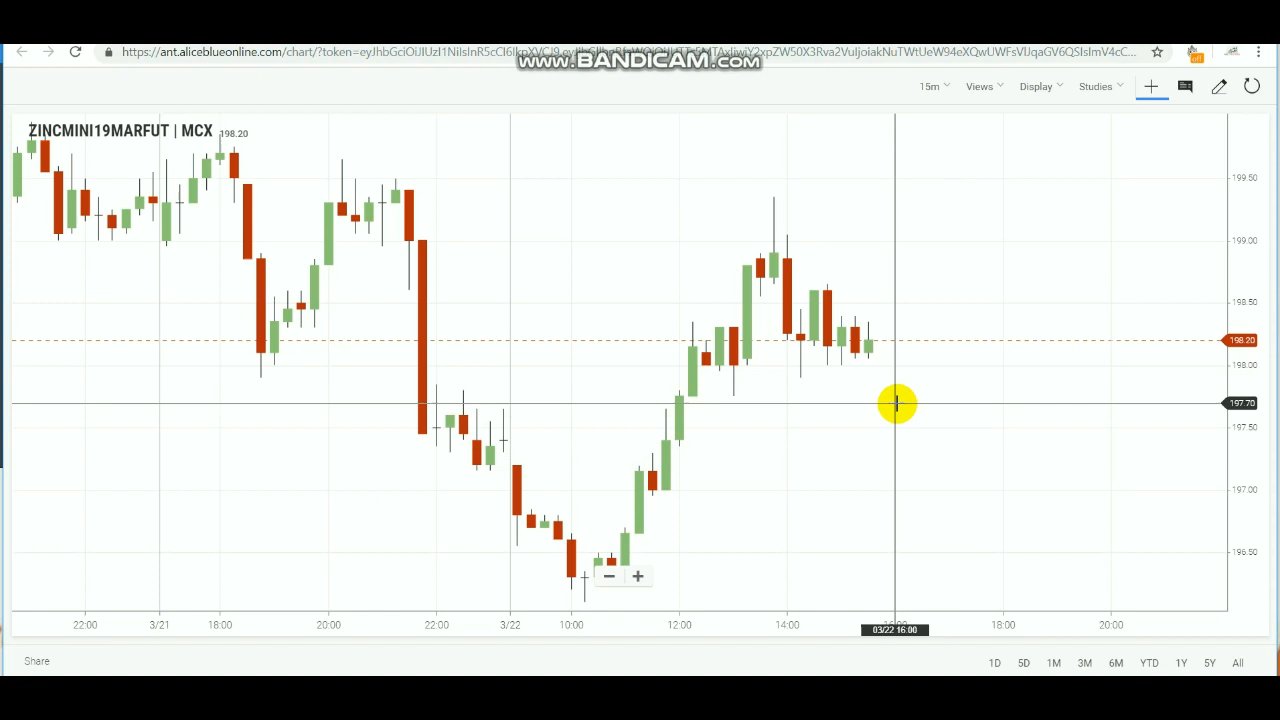 www.BANDICAM.com
15m Views Display Studies
ZINCMINI19MARFUT | MCX 198.20
199.50
199.00
198.50
198.20
198.00
197.70
197.50
197.00
196.50
22:00 3/21 18:00 20:00 22:00 3/22 10:00 12:00 14:00 18:00 20:00
03/22 16:00
Share
1D 5D 1M 3M 6M YTD 1Y 5Y All